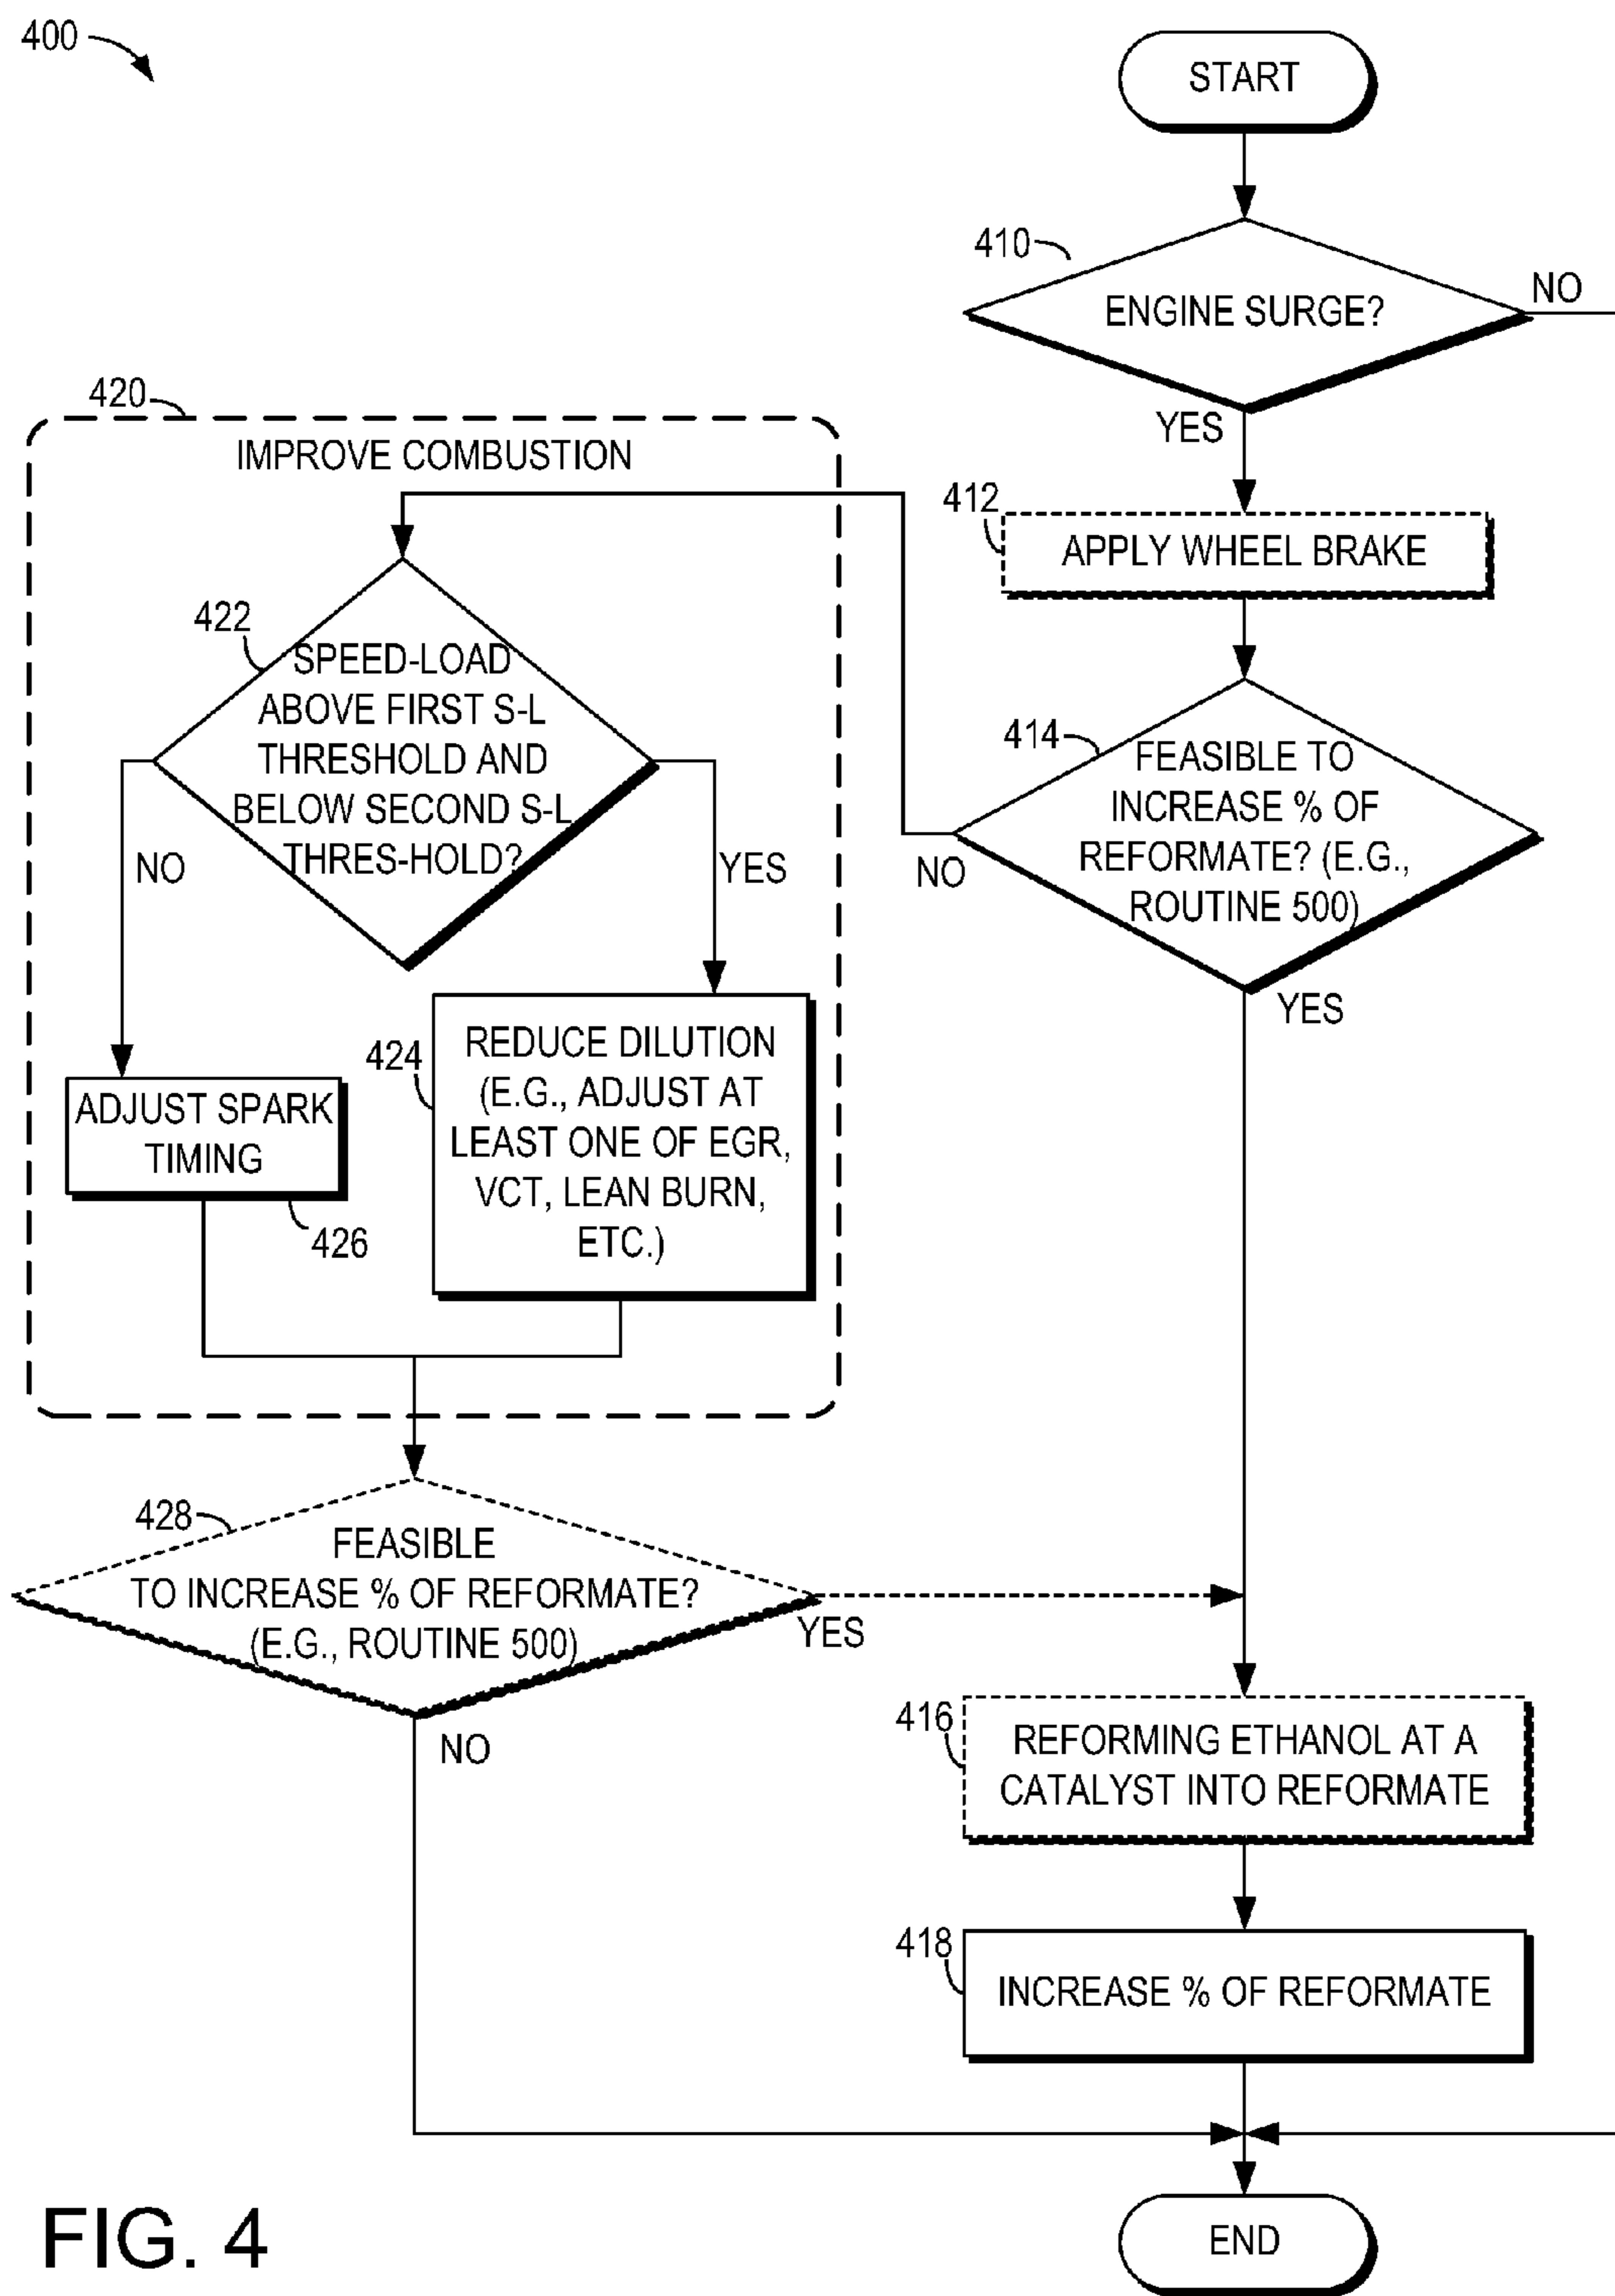 400
START
410
ENGINE SURGE?
NO
YES
412
APPLY WHEEL BRAKE
414
FEASIBLE TO
INCREASE % OF
REFORMATE? (E.G.,
ROUTINE 500)
NO
YES
420
IMPROVE COMBUSTION
422
SPEED-LOAD
ABOVE FIRST S-L
THRESHOLD AND
BELOW SECOND S-L
THRES-HOLD?
NO
YES
424
REDUCE DILUTION
(E.G., ADJUST AT
LEAST ONE OF EGR,
VCT, LEAN BURN,
ETC.)
ADJUST SPARK
TIMING
426
428
FEASIBLE
TO INCREASE % OF REFORMATE?
(E.G., ROUTINE 500)
YES
NO
416
REFORMING ETHANOL AT A
CATALYST INTO REFORMATE
418
INCREASE % OF REFORMATE
END
FIG. 4